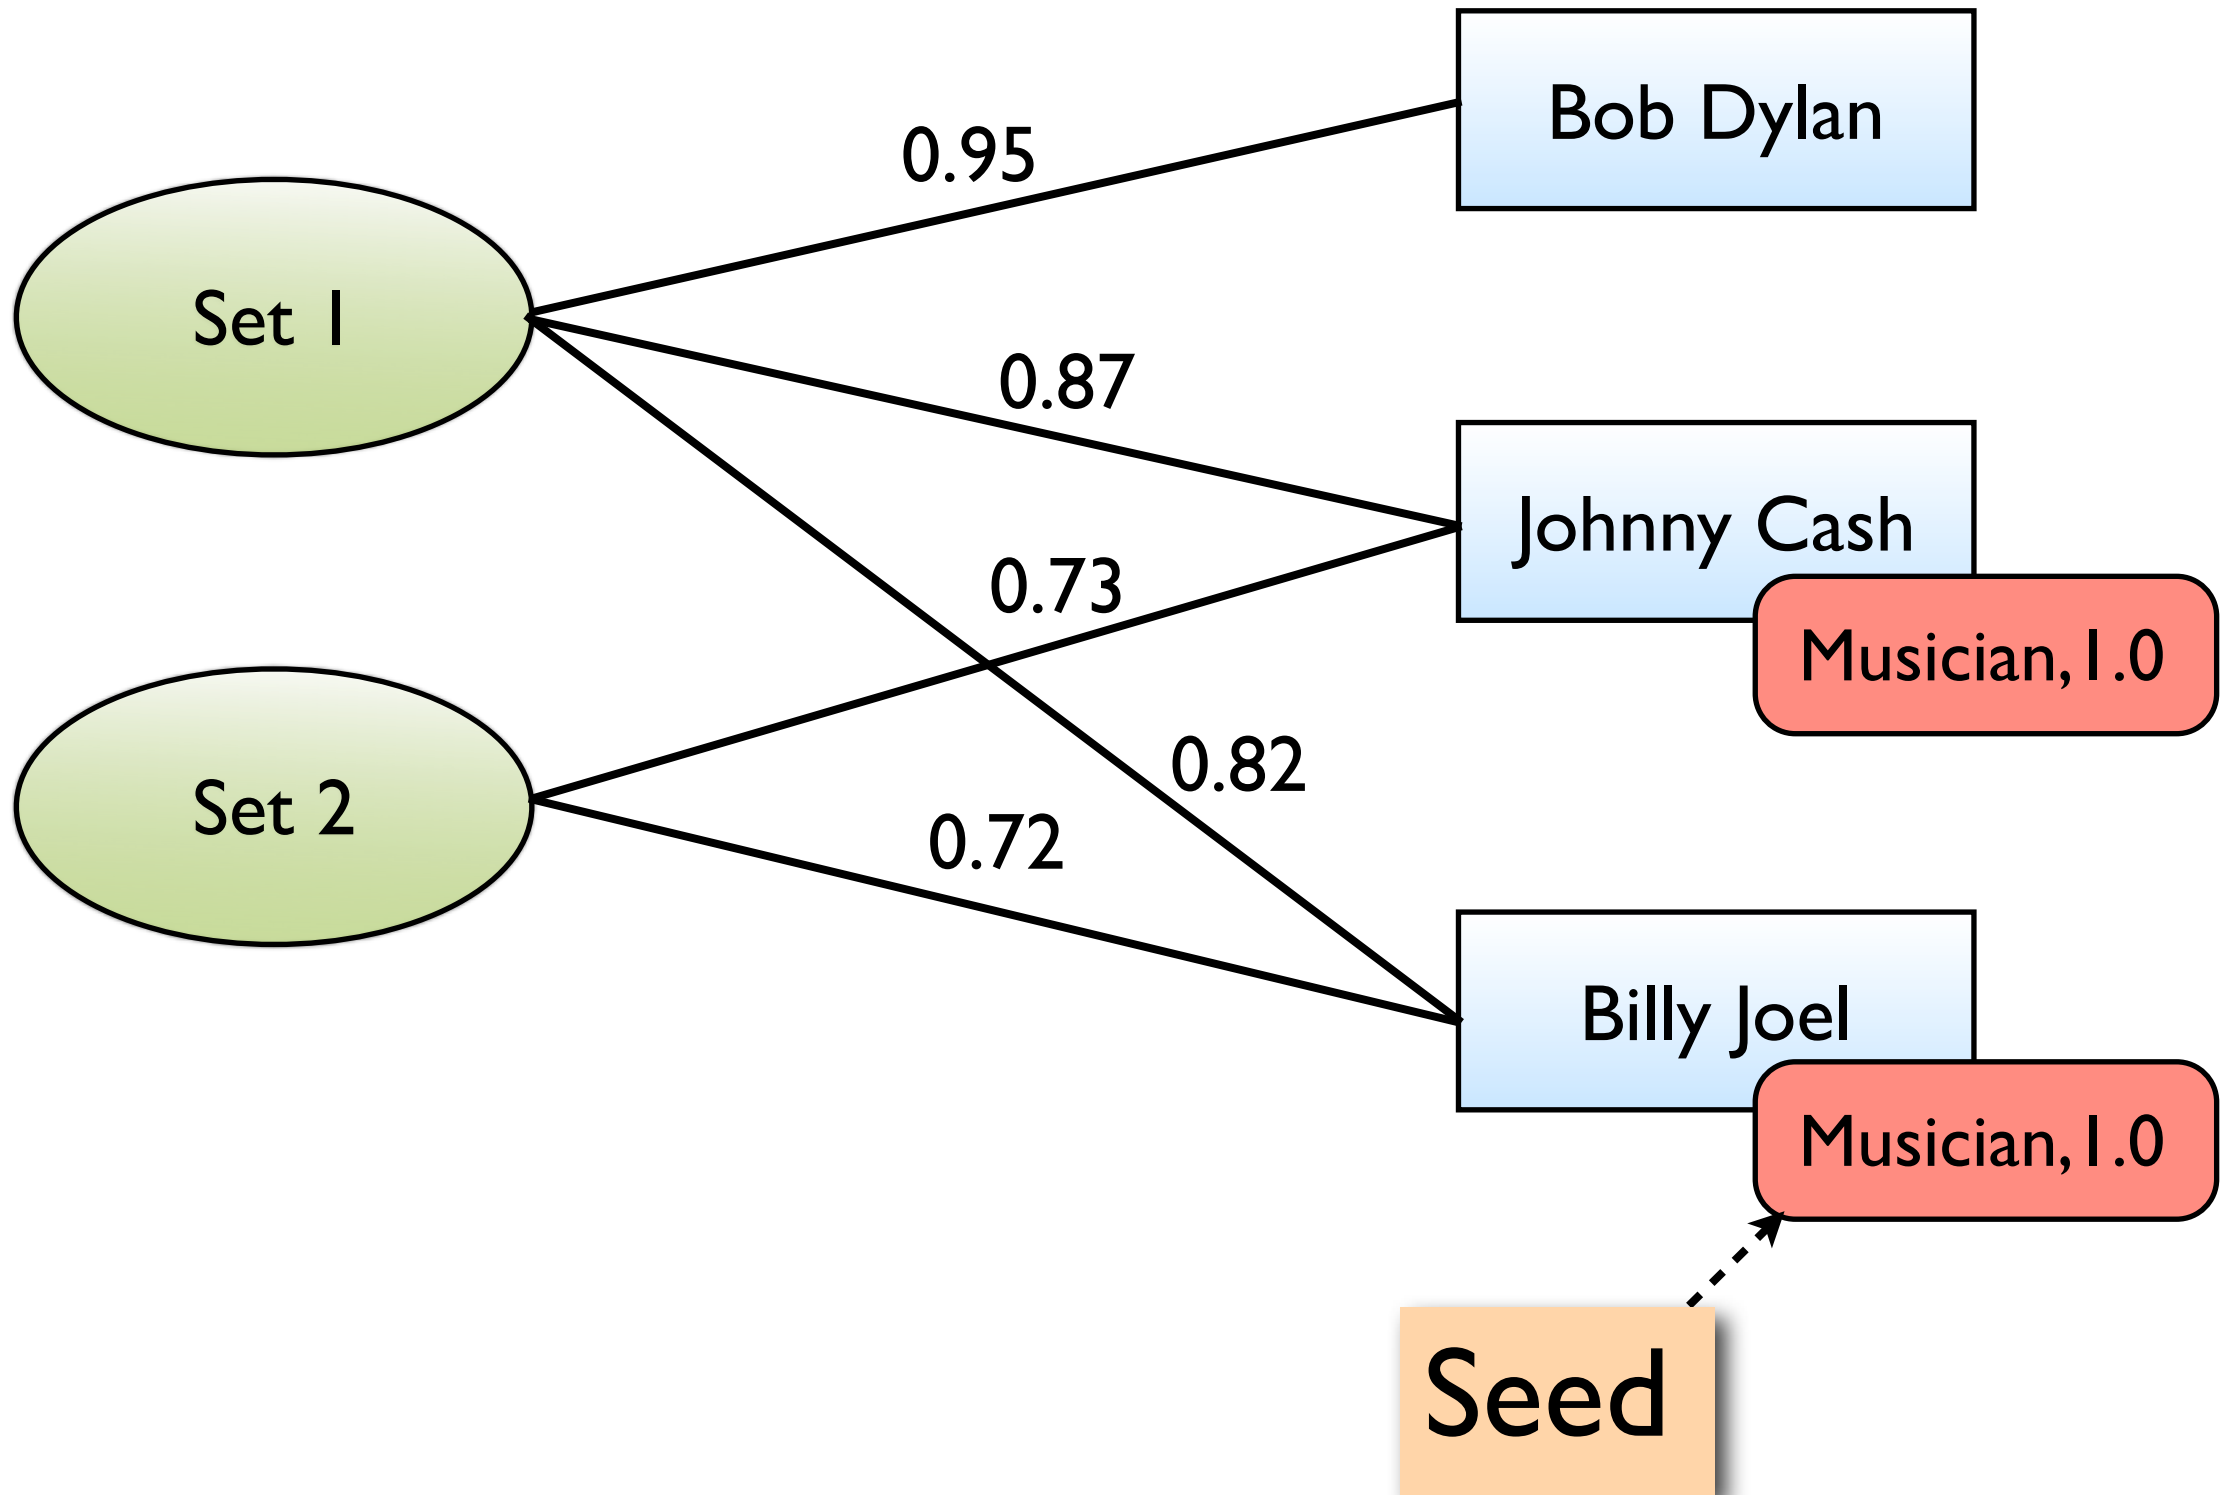 Bob Dylan
0.95
Set 1
0.87
Johnny Cash
0.73
Musician, 1.0
Set 2
0.82
0.72
Billy Joel
Musician, 1.0
Seed